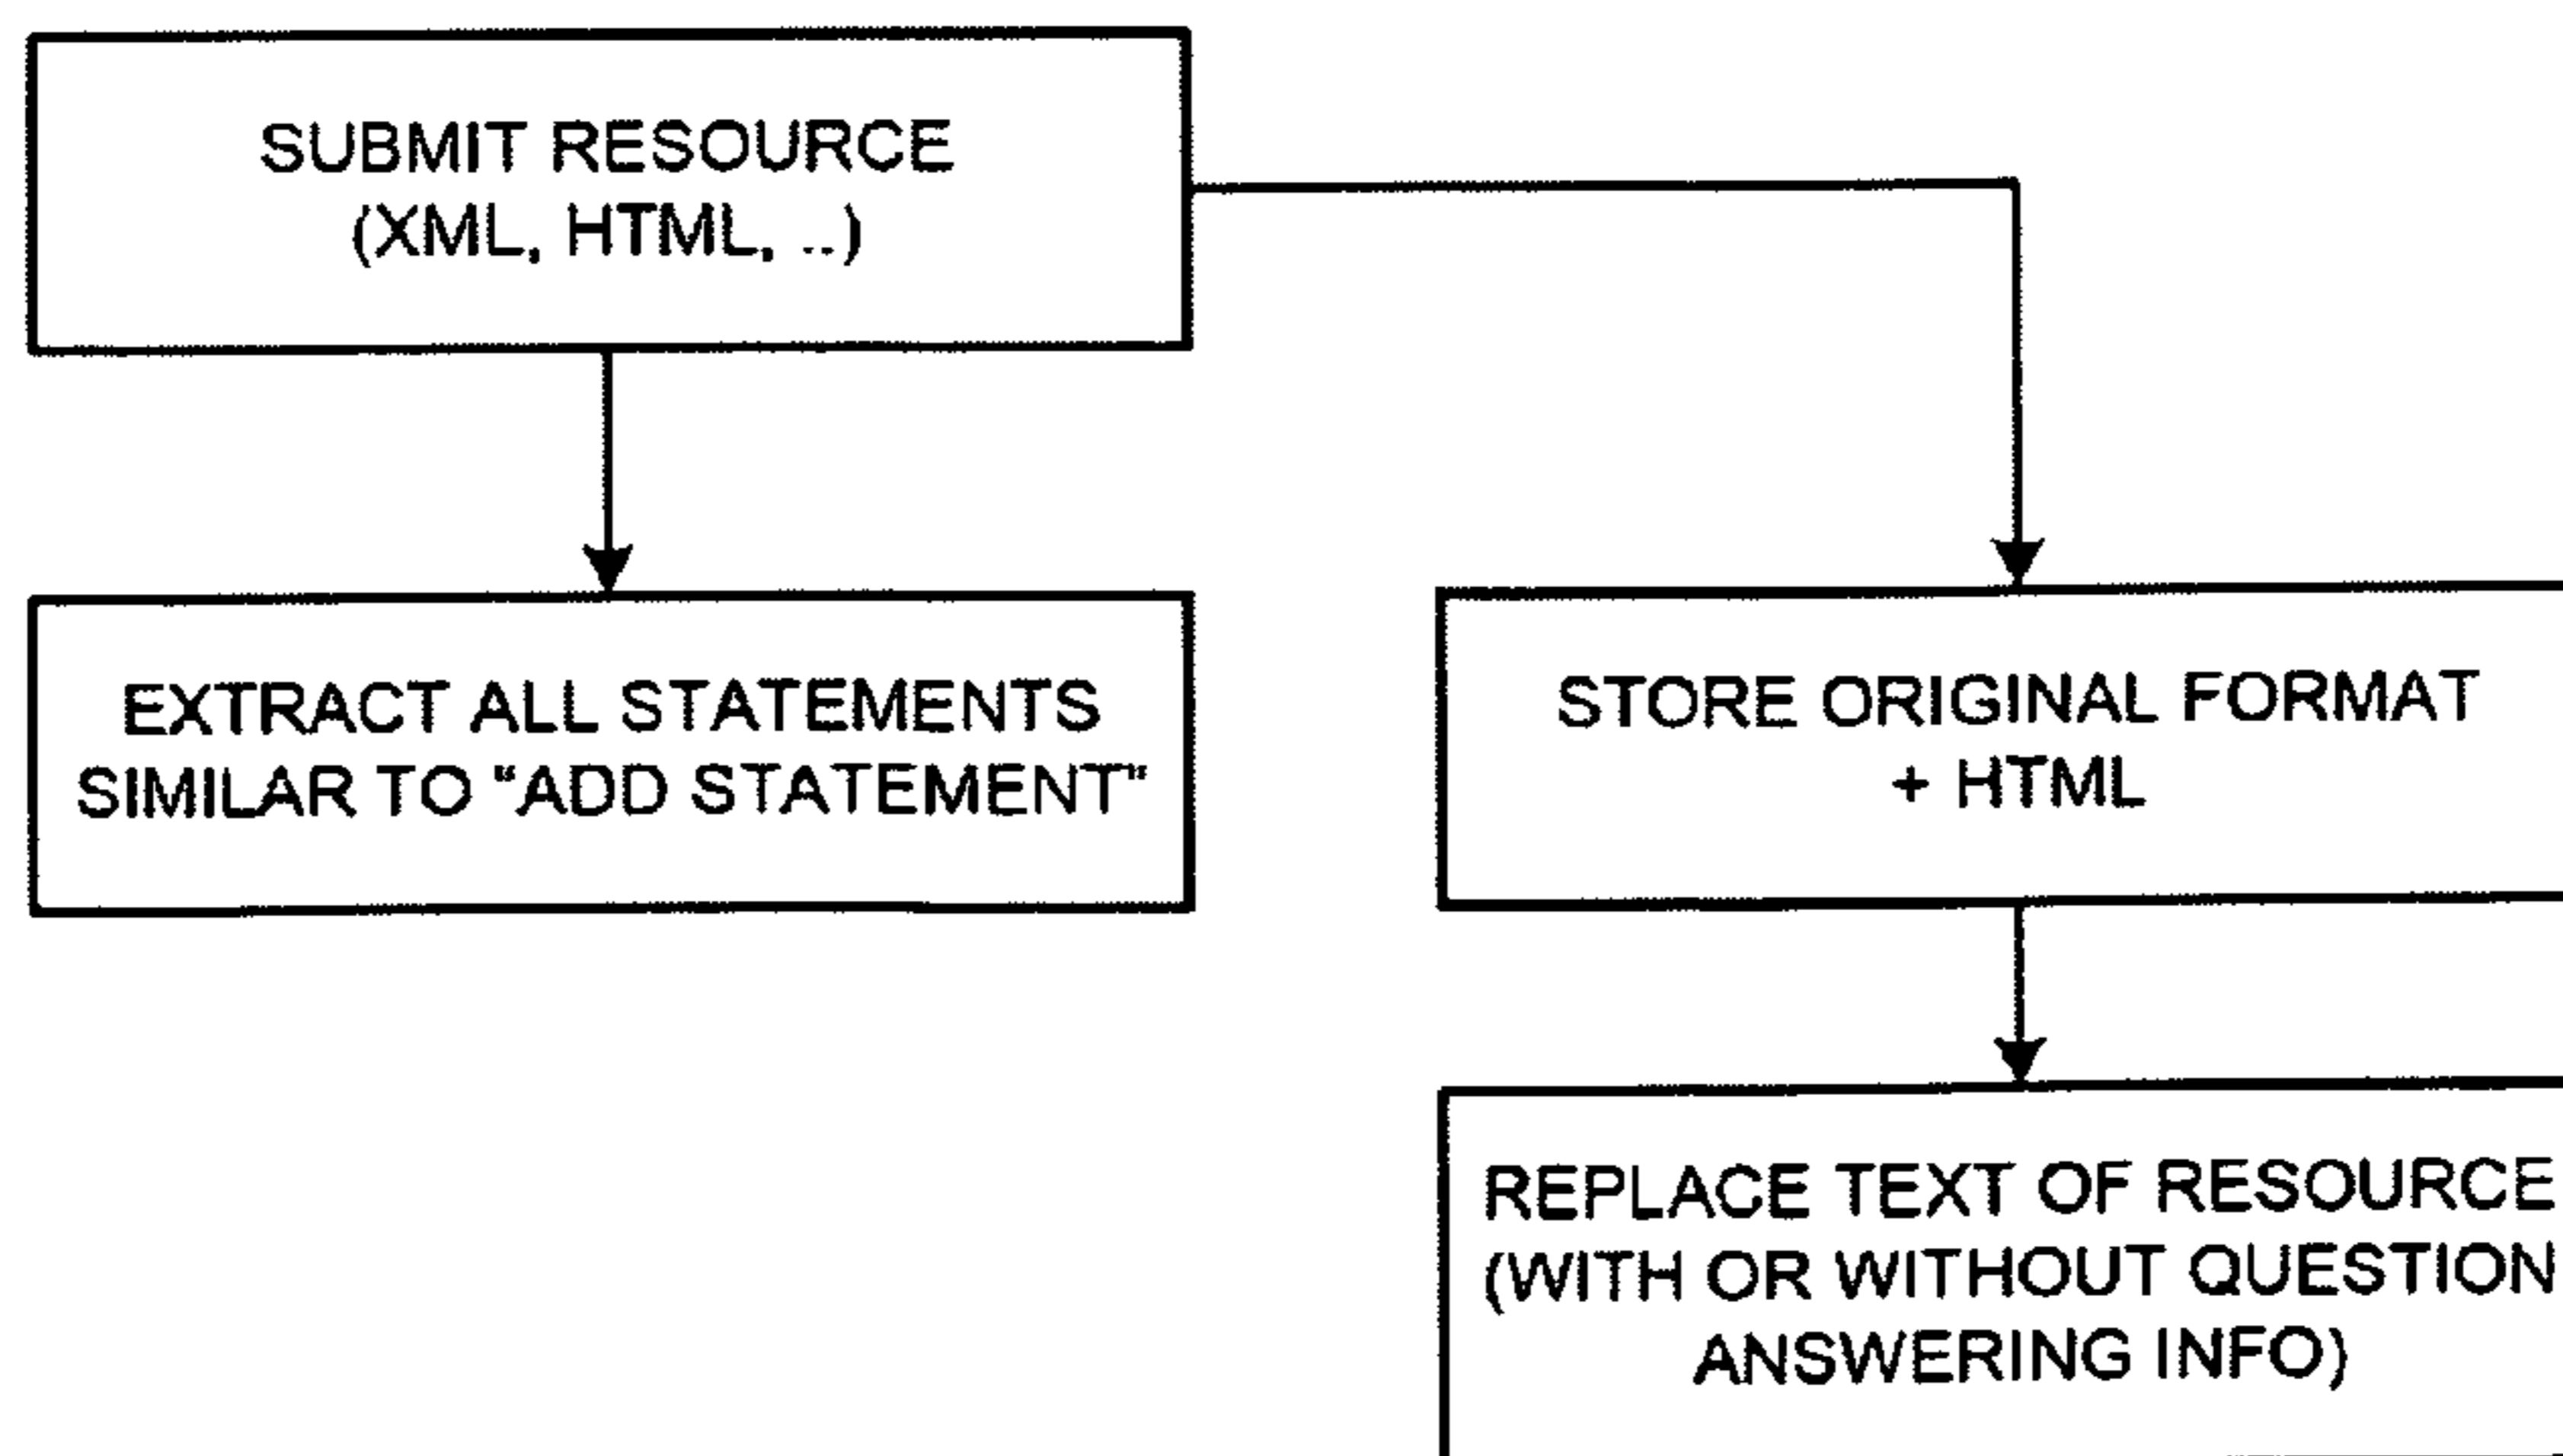 SUBMIT RESOURCE
(XML, HTML, ..)
EXTRACT ALL STATEMENTS
SIMILAR TO "ADD STATEMENT"
STORE ORIGINAL FORMAT
+ HTML
REPLACE TEXT OF RESOURCE
(WITH OR WITHOUT QUESTION
ANSWERING INFO)